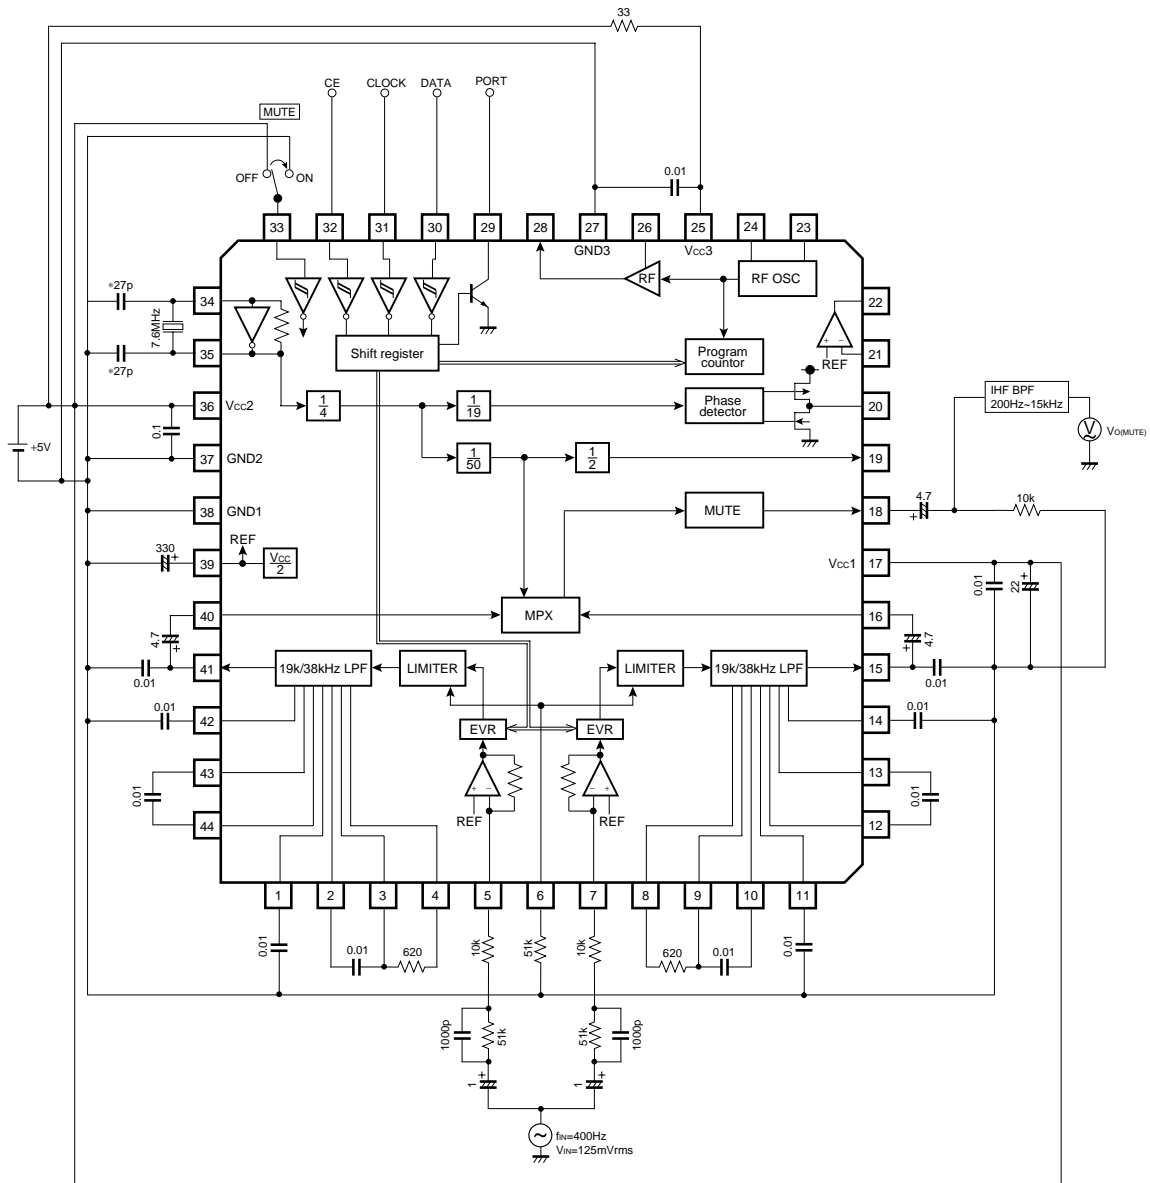 33
CE CLOCK DATA PORT
MUTE
OFF ON
0.01
33 32 31 30 29 28 27 26 25 24 23
GND3 Vcc3
*27p
34
7.6MHz
35
*27p
RF
RF OSC
22
+ −
REF
21
Shift register
Program
countor
36
Vcc2
0.1
+5V
1
4
1
19
Phase
detector
20
IHF BPF
200Hz~15kHz
V
VO(MUTE)
37
GND2
1
50
1
2
19
38
GND1
MUTE
18
4.7
+
10k
REF
330
+
39
Vcc
2
Vcc1
17
0.01
22
+
40
MPX
16
4.7
+
4.7
+
41
0.01
19k/38kHz LPF
LIMITER
LIMITER
19k/38kHz LPF
15
0.01
0.01
42
EVR
EVR
14
0.01
43
0.01
44
+ −
REF
− +
REF
13
0.01
12
1 2 3 4 5 6 7 8 9 10 11
0.01
0.01
620
10k
51k
10k
620
0.01
0.01
1000p
51k
51k
1000p
1
+
1
+
fIN=400Hz
VIN=125mVrms